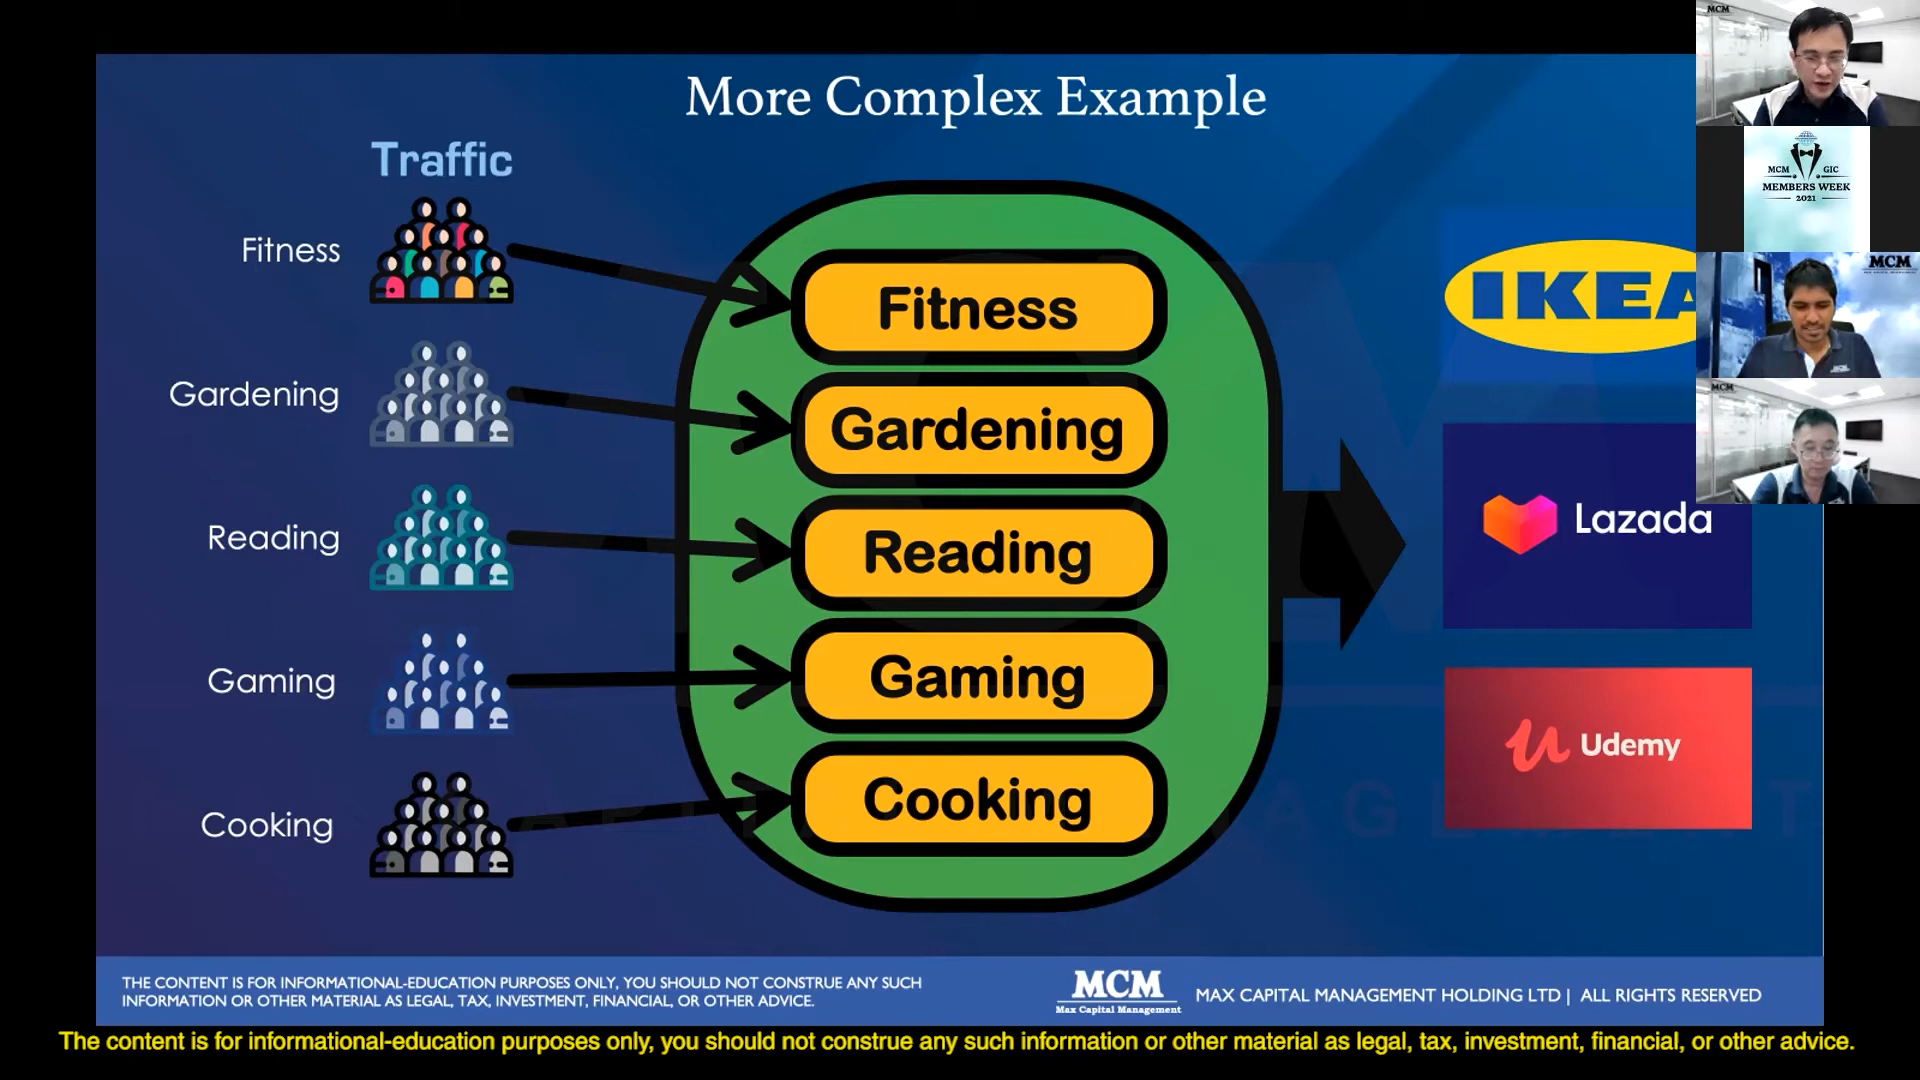 More Complex Example
Traffic
Fitness
Gardening
Reading
Gaming
Cooking
Fitness
Gardening
Reading
Gaming
Cooking
IKEA
Lazada
Udemy
MCM
MCM GIC
MEMBERS WEEK
2021
MCM
MCM
THE CONTENT IS FOR INFORMATIONAL-EDUCATION PURPOSES ONLY, YOU SHOULD NOT CONSTRUE ANY SUCH
INFORMATION OR OTHER MATERIAL AS LEGAL, TAX, INVESTMENT, FINANCIAL, OR OTHER ADVICE.
MCM
Max Capital Management
MAX CAPITAL MANAGEMENT HOLDING LTD | ALL RIGHTS RESERVED
The content is for informational-education purposes only, you should not construe any such information or other material as legal, tax, investment, financial, or other advice.